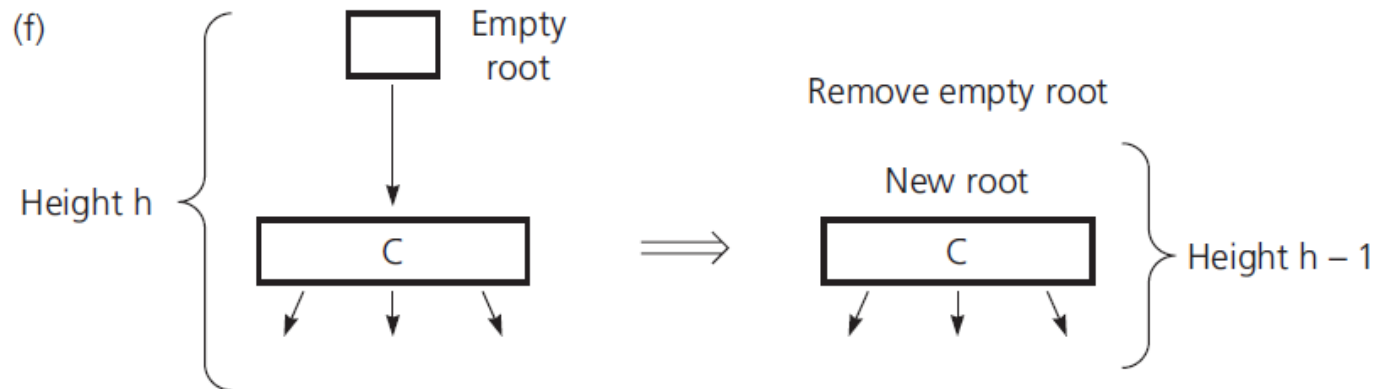 (f)
Empty
root
Remove empty root
New root
Height h
C
C
Height h – 1